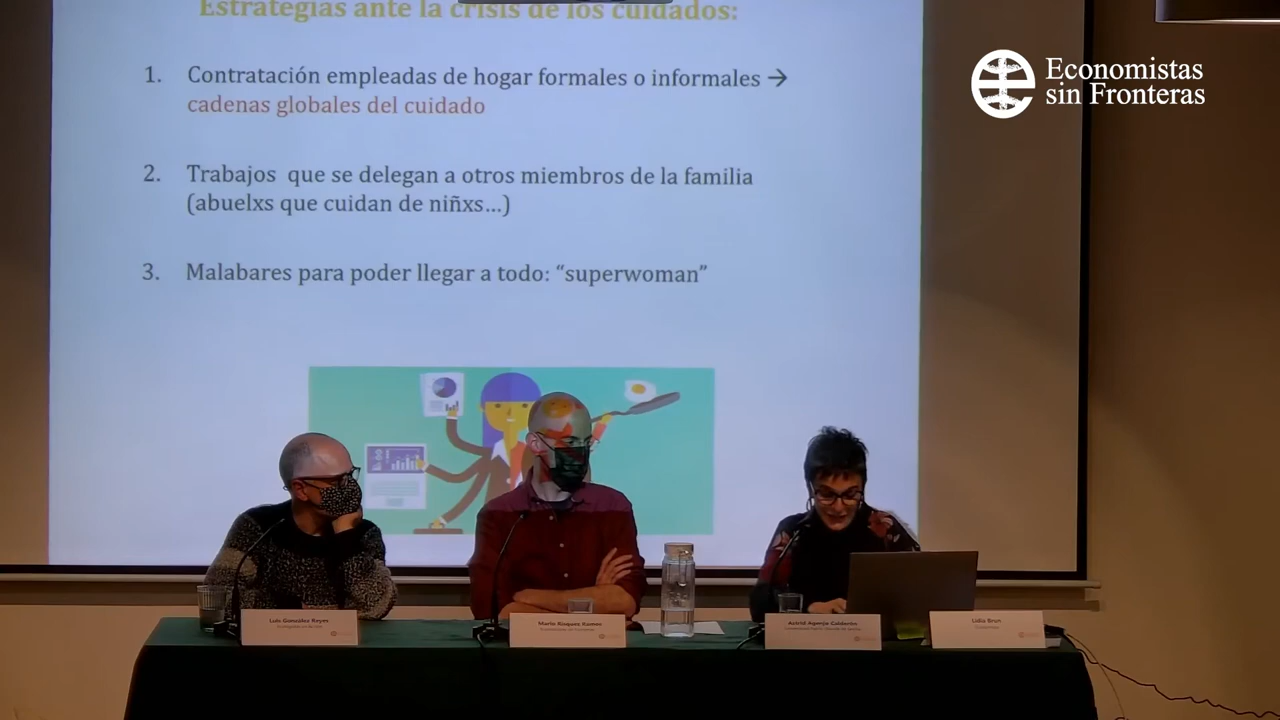 Estrategias ante la crisis de los cuidados:
1. Contratación empleadas de hogar formales o informales →
cadenas globales del cuidado
2. Trabajos que se delegan a otros miembros de la familia
(abuelxs que cuidan de niñxs...)
3. Malabares para poder llegar a todo: “superwoman”
Economistas
sin Fronteras
Luis González Reyes
Mario Rísquez Ramos
Astrid Agenjo Calderón
Lidia Brun